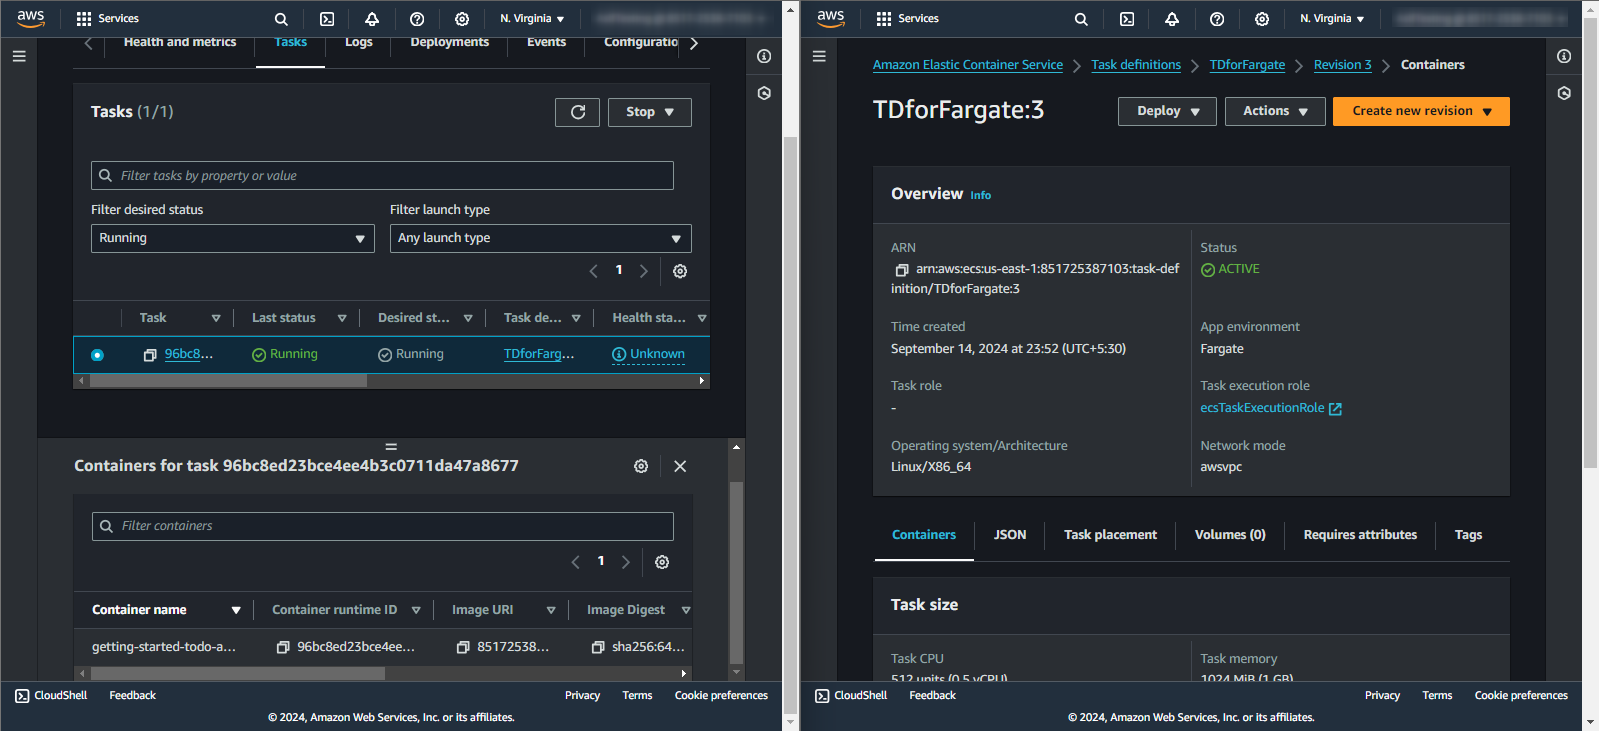 aws
Services
N. Virginia
Health and metrics
Tasks
Logs
Deployments
Events
Configuratio
Tasks (1/1)
Stop
Filter tasks by property or value
Filter desired status
Filter launch type
Running
Any launch type
1
Task
Last status
Desired st...
Task de...
Health sta...
96bc8...
Running
Running
TDforFarg...
Unknown
Containers for task 96bc8ed23bce4ee4b3c0711da47a8677
Filter containers
1
Container name
Container runtime ID
Image URI
Image Digest
getting-started-todo-a...
96bc8ed23bce4ee...
85172538...
sha256:64...
CloudShell
Feedback
Privacy
Terms
Cookie preferences
© 2024, Amazon Web Services, Inc. or its affiliates.
aws
Services
N. Virginia
Amazon Elastic Container Service
Task definitions
TDforFargate
Revision 3
Containers
TDforFargate:3
Deploy
Actions
Create new revision
Overview Info
ARN
arn:aws:ecs:us-east-1:851725387103:task-def
inition/TDforFargate:3
Status
ACTIVE
Time created
September 14, 2024 at 23:52 (UTC+5:30)
App environment
Fargate
Task role
-
Task execution role
ecsTaskExecutionRole
Operating system/Architecture
Linux/X86_64
Network mode
awsvpc
Containers
JSON
Task placement
Volumes (0)
Requires attributes
Tags
Task size
Task CPU
512 units (0.5 vCPU)
Task memory
1024 MiB (1 GB)
CloudShell
Feedback
Privacy
Terms
Cookie preferences
© 2024, Amazon Web Services, Inc. or its affiliates.